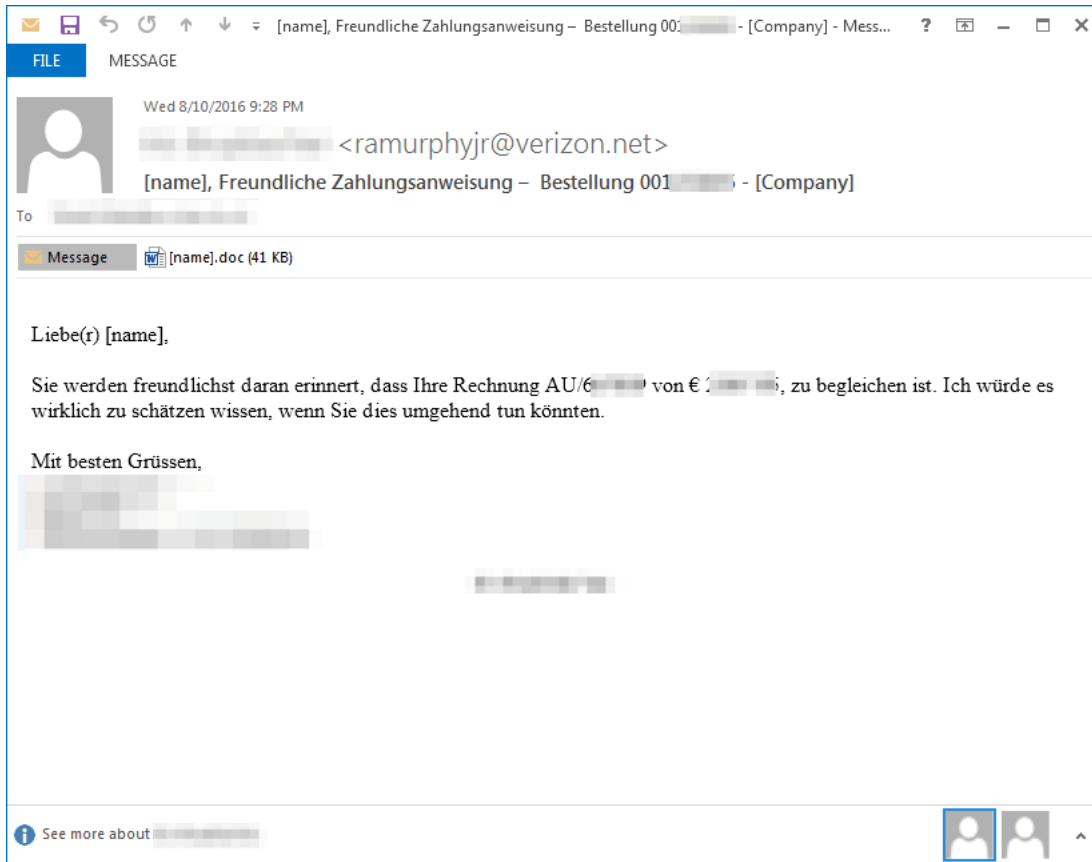 [name], Freundliche Zahlungsanweisung – Bestellung 00 - [Company] - Mess... ?
FILE MESSAGE
Wed 8/10/2016 9:28 PM
<ramurphyjr@verizon.net>
[name], Freundliche Zahlungsanweisung – Bestellung 001 - [Company]
To
Message [name].doc (41 KB)
Liebe(r) [name],
Sie werden freundlichst daran erinnert, dass Ihre Rechnung AU/6 von € , zu begleichen ist. Ich würde es
wirklich zu schätzen wissen, wenn Sie dies umgehend tun könnten.
Mit besten Grüssen,
See more about